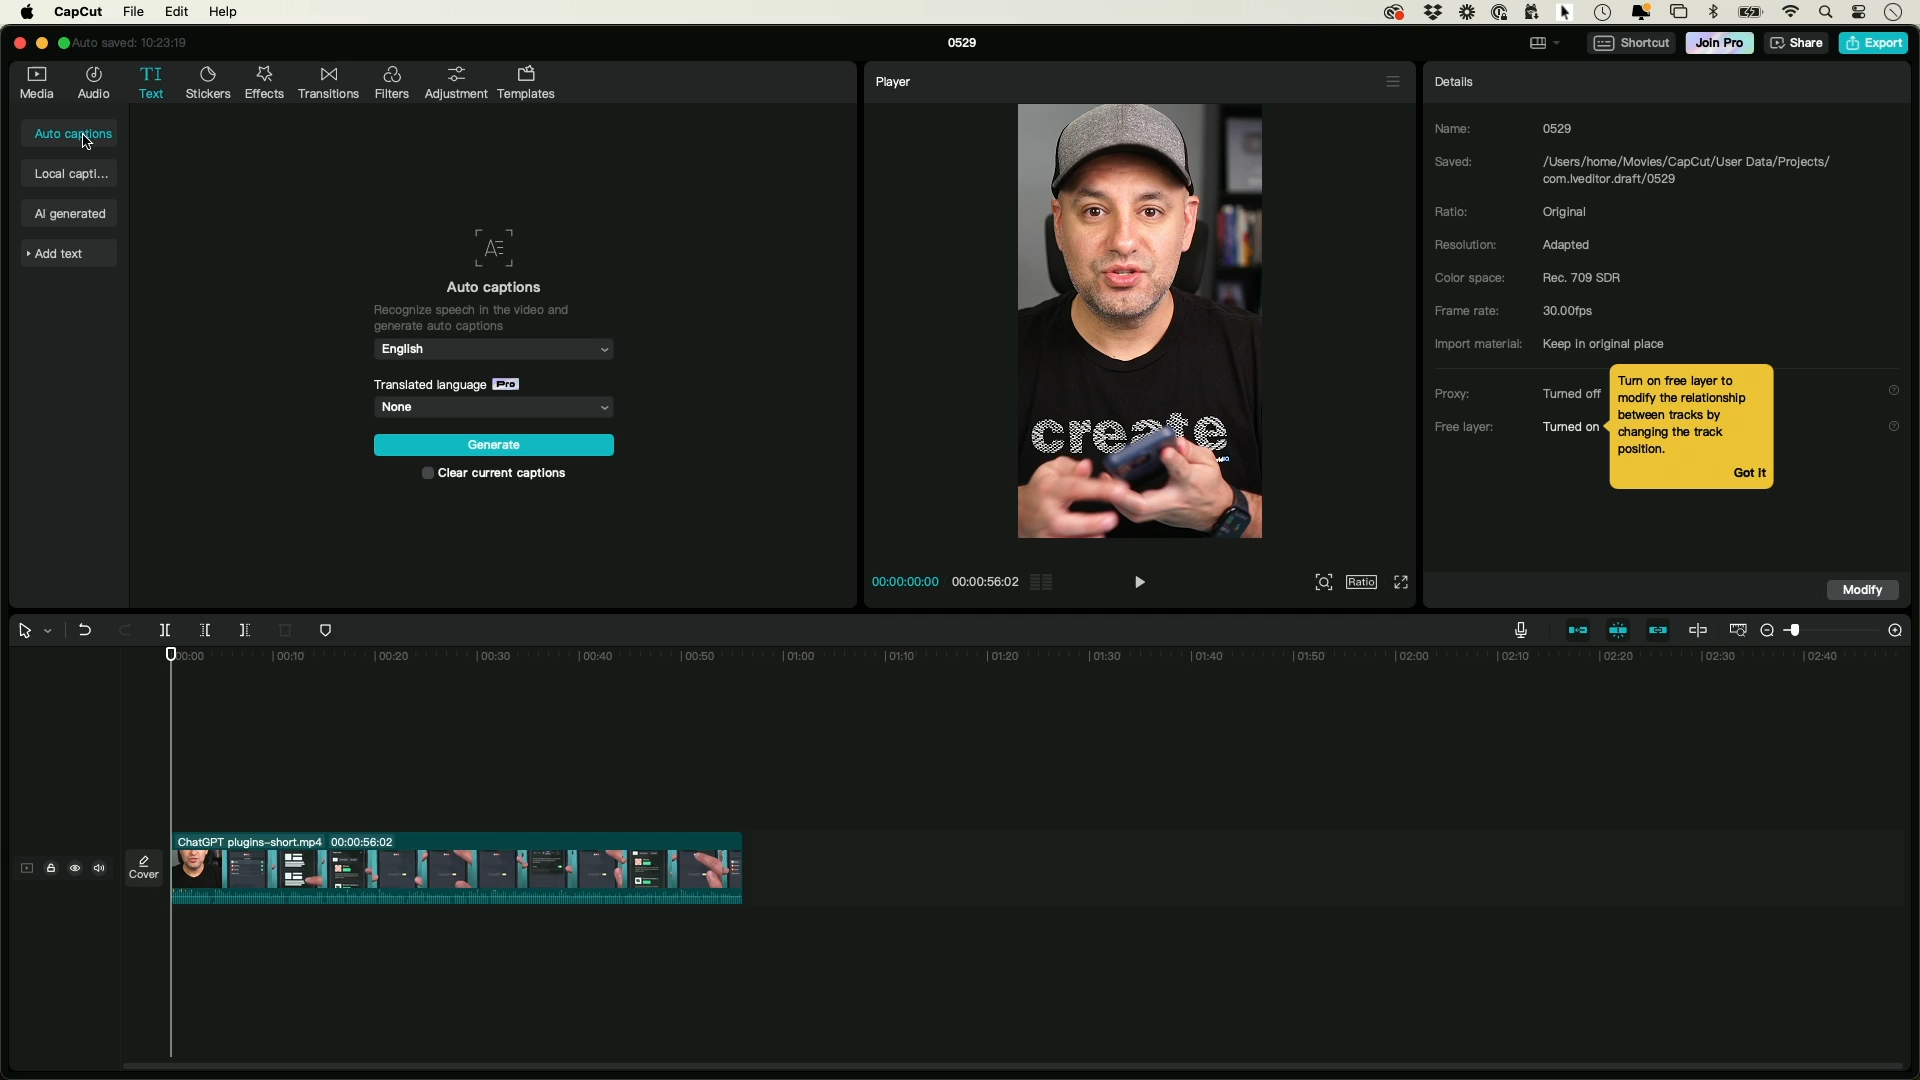 CapCut File Edit Help
Auto saved: 10:23:19
0529
Shortcut
Join Pro
Share
Export
Media
Audio
TI
Text
Stickers
Effects
Transitions
Filters
Adjustment
Templates
Auto captions
Local capti...
AI generated
Add text
Auto captions
Recognize speech in the video and
generate auto captions
English
Translated language Pro
None
Generate
Clear current captions
Player
create
00:00:00:00 00:00:56:02
Ratio
Details
Name: 0529
Saved: /Users/home/Movies/CapCut/User Data/Projects/
com.lveditor.draft/0529
Ratio: Original
Resolution: Adapted
Color space: Rec. 709 SDR
Frame rate: 30.00fps
Import material: Keep in original place
Proxy: Turned off
Free layer: Turned on
Turn on free layer to
modify the relationship
between tracks by
changing the track
position.
Got it
Modify
00:00 00:10 00:20 00:30 00:40 00:50 01:00 01:10 01:20 01:30 01:40 01:50 02:00 02:10 02:20 02:30 02:40
ChatGPT plugins-short.mp4 00:00:56:02
Cover